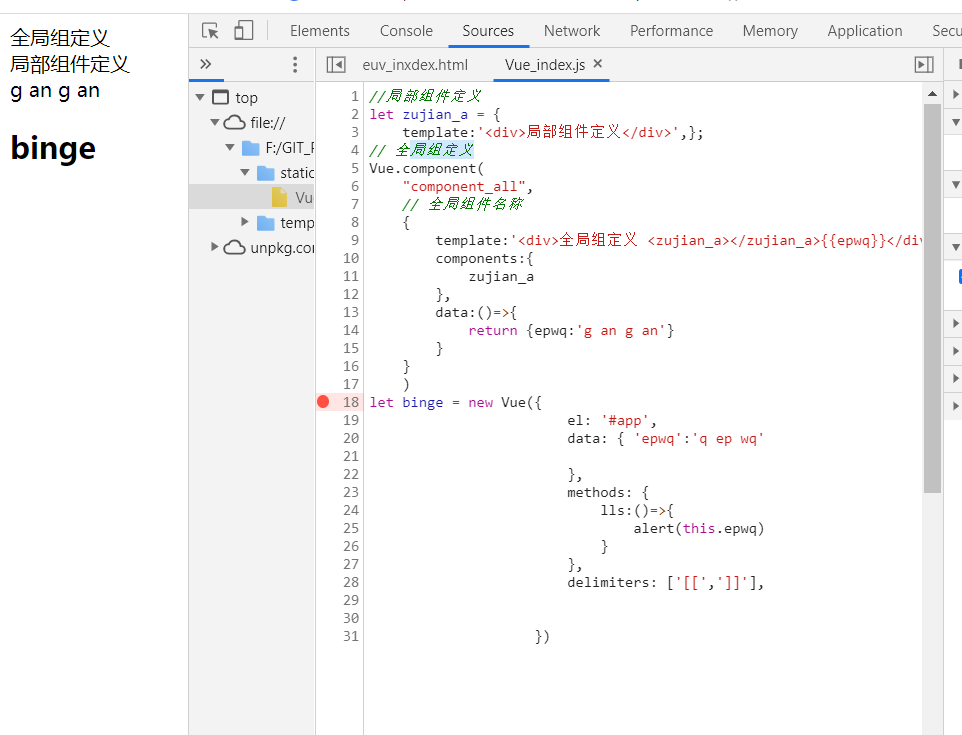 全局组定义
局部组件定义
g an g an
binge
Elements Console Sources Network Performance Memory Application Secu
» euv_inxdex.html Vue_index.js ×
top
file://
F:/GIT_F
static
Vu
temp
unpkg.cor
1 //局部组件定义
2 let zujian_a = {
3 template:'<div>局部组件定义</div>',};
4 // 全局组定义
5 Vue.component(
6 "component_all",
7 // 全局组件名称
8 {
9 template:'<div>全局组定义 <zujian_a></zujian_a>{{epwq}}</div
10 components:{
11 zujian_a
12 },
13 data:()=>{
14 return {epwq:'g an g an'}
15 }
16 }
17 )
18 let binge = new Vue({
19 el: '#app',
20 data: { 'epwq':'q ep wq'
21
22 },
23 methods: {
24 lls:()=>{
25 alert(this.epwq)
26 }
27 },
28 delimiters: ['[[',']]'],
29
30
31 })